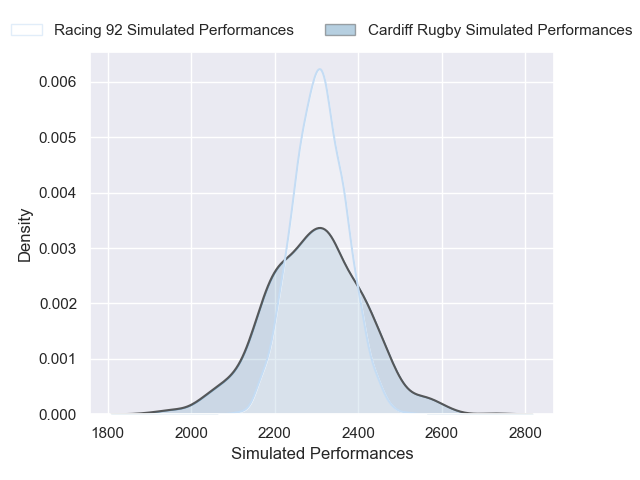 Racing 92 Simulated Performances Cardiff Rugby Simulated Performances
0.006
0.005
0.004
0.003
0.002
0.001
0.000
Density
1800 2000 2200 2400 2600 2800
Simulated Performances